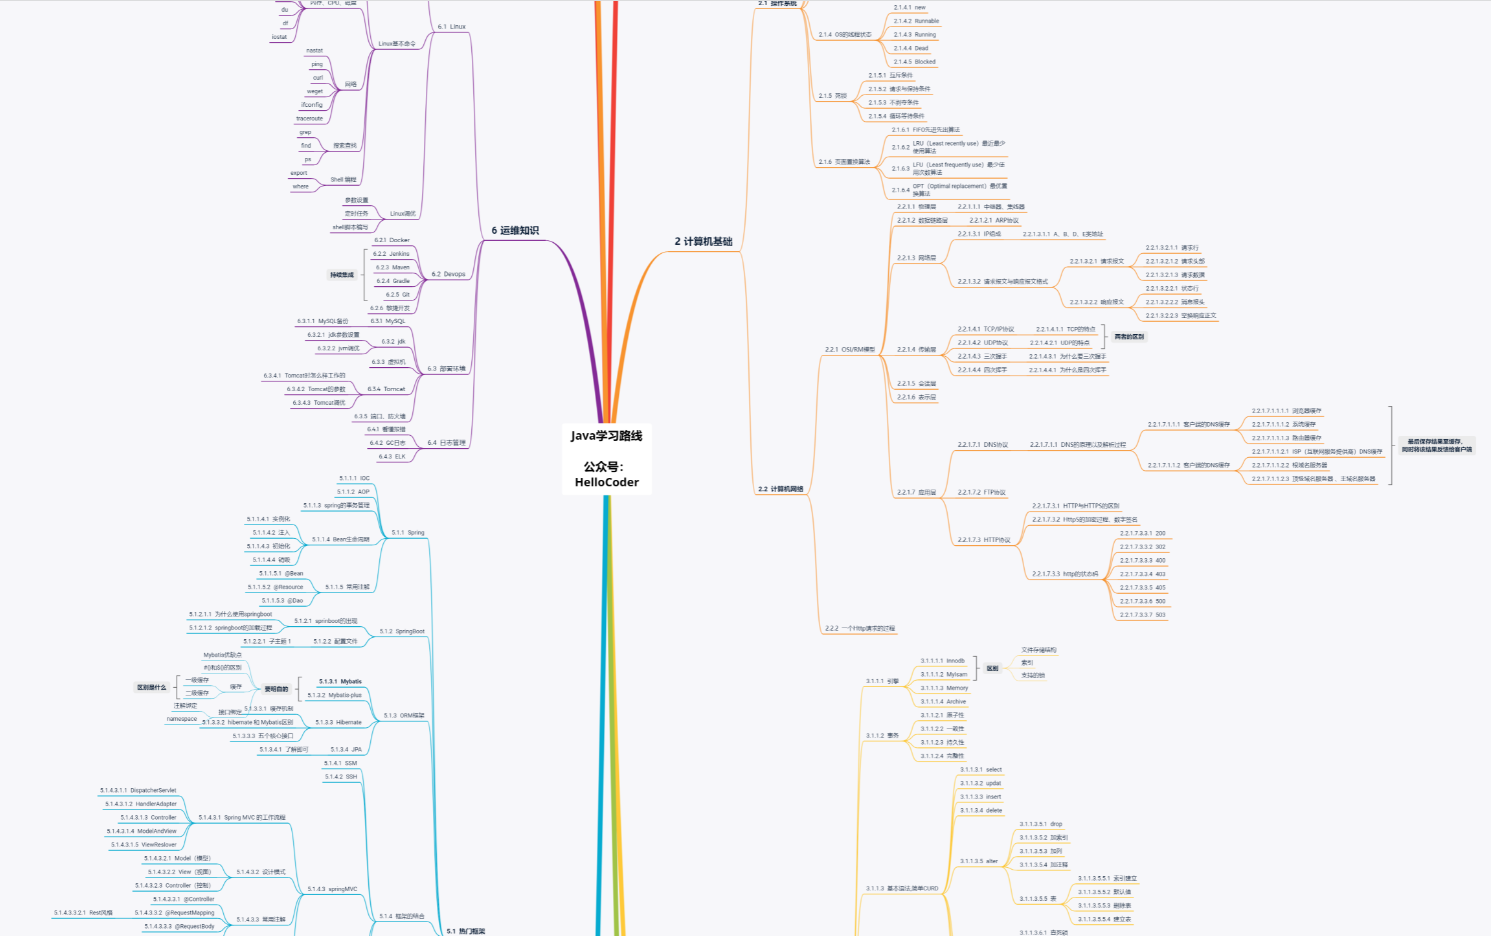 Java学习路线
公众号：
HelloCoder
du
df
iostat
6.1 Linux
Linux基本命令
nastat
ping
curl
weget
ifconfig
traceroute
网络
grep
find
ps
搜索查找
export
where
Shell 编程
参数设置
定时任务
shell脚本编写
Linux调优
6 运维知识
6.2.1 Docker
6.2.2 Jenkins
6.2.3 Maven
6.2.4 Gradle
6.2.5 Git
6.2.6 敏捷开发
持续集成
6.2 Devops
6.3.1.1 MySQL备份
6.3.1 MySQL
6.3.2.1 jdk参数设置
6.3.2.2 jvm调优
6.3.2 jdk
6.3.3 虚拟机
6.3 部署环境
6.3.4.1 Tomcat时怎么样工作的
6.3.4.2 Tomcat的参数
6.3.4.3 Tomcat调优
6.3.4 Tomcat
6.3.5 端口、防火墙
6.4.1 看懂报错
6.4.2 GC日志
6.4.3 ELK
6.4 日志管理
5.1.1.1 IOC
5.1.1.2 AOP
5.1.1.3 spring的事务管理
5.1.1.4.1 实例化
5.1.1.4.2 注入
5.1.1.4.3 初始化
5.1.1.4.4 销毁
5.1.1.4 Bean生命周期
5.1.1 Spring
5.1.1.5.1 @Bean
5.1.1.5.2 @Resource
5.1.1.5.3 @Dao
5.1.1.5 常用注解
5.1.2.1.1 为什么使用springboot
5.1.2.1.2 springboot的加载过程
5.1.2.1 sprinboot的出现
5.1.2 SpringBoot
5.1.2.2.1 子主题 1
5.1.2.2 配置文件
Mybatis优缺点
#{}和${}的区别
一级缓存
二级缓存
区别是什么
缓存
注解绑定
namespace
接口绑定
要明白的
5.1.3.1 Mybatis
5.1.3.2 Mybatis-plus
5.1.3.3.1 缓存机制
5.1.3.3.2 hibernate 和 Mybatis区别
5.1.3.3.3 五个核心接口
5.1.3.3 Hibernate
5.1.3 ORM框架
5.1.3.4.1 了解即可
5.1.3.4 JPA
5.1.4.1 SSM
5.1.4.2 SSH
5.1.4.3.1.1 DispatcherServlet
5.1.4.3.1.2 HandlerAdapter
5.1.4.3.1.3 Controller
5.1.4.3.1.4 ModelAndView
5.1.4.3.1.5 ViewReslover
5.1.4.3.1 Spring MVC 的工作流程
5.1.4.3.2.1 Model（模型）
5.1.4.3.2.2 View（视图）
5.1.4.3.2.3 Controller（控制）
5.1.4.3.2 设计模式
5.1.4.3 springMVC
5.1.4.3.3.1 @Controller
5.1.4.3.3.2.1 Rest风格
5.1.4.3.3.2 @RequestMapping
5.1.4.3.3.3 @RequestBody
5.1.4.3.3 常用注解
5.1.4 框架的整合
5.1 热门框架
2.1 操作系统
2.1.4.1 new
2.1.4.2 Runnable
2.1.4.3 Running
2.1.4.4 Dead
2.1.4.5 Blocked
2.1.4 OS的线程状态
2.1.5.1 互斥条件
2.1.5.2 请求与保持条件
2.1.5.3 不剥夺条件
2.1.5.4 循环等待条件
2.1.5 死锁
2.1.6.1 FIFO先进先出算法
2.1.6.2 LRU（Least recently use）最近最少
使用算法
2.1.6.3 LFU（Least frequently use）最少使
用次数算法
2.1.6.4 OPT（Optimal replacement）最优置
换算法
2.1.6 页面置换算法
2 计算机基础
2.2.1.1 物理层
2.2.1.1.1 中继器、集线器
2.2.1.2 数据链路层
2.2.1.2.1 ARP协议
2.2.1.3.1 IP组成
2.2.1.3.1.1 A、B、D、E类地址
2.2.1.3 网络层
2.2.1.3.2 请求报文与响应报文格式
2.2.1.3.2.1 请求报文
2.2.1.3.2.1.1 请求行
2.2.1.3.2.1.2 请求头部
2.2.1.3.2.1.3 请求数据
2.2.1.3.2.2 响应报文
2.2.1.3.2.2.1 状态行
2.2.1.3.2.2.2 消息报头
2.2.1.3.2.2.3 空换响应正文
2.2.1 OSI/RM模型
2.2.1.4 传输层
2.2.1.4.1 TCP/IP协议
2.2.1.4.1.1 TCP的特点
2.2.1.4.2 UDP协议
2.2.1.4.2.1 UDP的特点
两者的区别
2.2.1.4.3 三次握手
2.2.1.4.3.1 为什么是三次握手
2.2.1.4.4 四次挥手
2.2.1.4.4.1 为什么是四次挥手
2.2.1.5 会话层
2.2.1.6 表示层
2.2.1.7 应用层
2.2.1.7.1 DNS协议
2.2.1.7.1.1 DNS的原理以及解析过程
2.2.1.7.1.1.1 客户端的DNS缓存
2.2.1.7.1.1.1.1 浏览器缓存
2.2.1.7.1.1.1.2 系统缓存
2.2.1.7.1.1.1.3 路由器缓存
2.2.1.7.1.1.2 客户端的DNS缓存
2.2.1.7.1.1.2.1 ISP（互联网服务提供商）DNS缓存
2.2.1.7.1.1.2.2 根域名服务器
2.2.1.7.1.1.2.3 顶级域名服务器、主域名服务器
最后保存结果至缓存，
同时将该结果反馈给客户端
2.2.1.7.2 FTP协议
2.2.1.7.3 HTTP协议
2.2.1.7.3.1 HTTP与HTTPS的区别
2.2.1.7.3.2 HttpS的加密过程、数字签名
2.2.1.7.3.3 http的状态码
2.2.1.7.3.3.1 200
2.2.1.7.3.3.2 302
2.2.1.7.3.3.3 400
2.2.1.7.3.3.4 403
2.2.1.7.3.3.5 405
2.2.1.7.3.3.6 500
2.2.1.7.3.3.7 503
2.2 计算机网络
2.2.2 一个Http请求的过程
3.1.1.1 引擎
3.1.1.1.1 Innodb
3.1.1.1.2 MyIsam
3.1.1.1.3 Memory
3.1.1.1.4 Archive
区别
文件存储结构
索引
支持的锁
3.1.1.2 事务
3.1.1.2.1 原子性
3.1.1.2.2 一致性
3.1.1.2.3 持久性
3.1.1.2.4 完整性
3.1.1.3 基本语法,简单CURD
3.1.1.3.1 select
3.1.1.3.2 updat
3.1.1.3.3 insert
3.1.1.3.4 delete
3.1.1.3.5 alter
3.1.1.3.5.1 drop
3.1.1.3.5.2 加索引
3.1.1.3.5.3 加列
3.1.1.3.5.4 加注释
3.1.1.3.5.5 表
3.1.1.3.5.5.1 索引建立
3.1.1.3.5.5.2 默认值
3.1.1.3.5.5.3 删除表
3.1.1.3.5.5.4 建立表